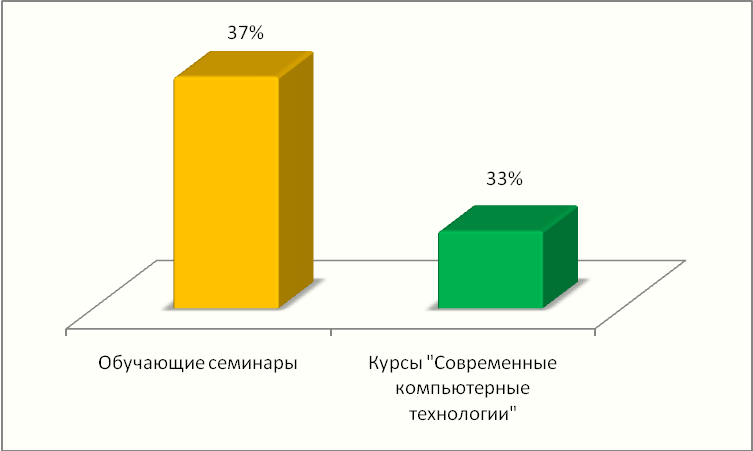 37%
33%
Обучающие семинары
Курсы "Современные
компьютерные
технологии"